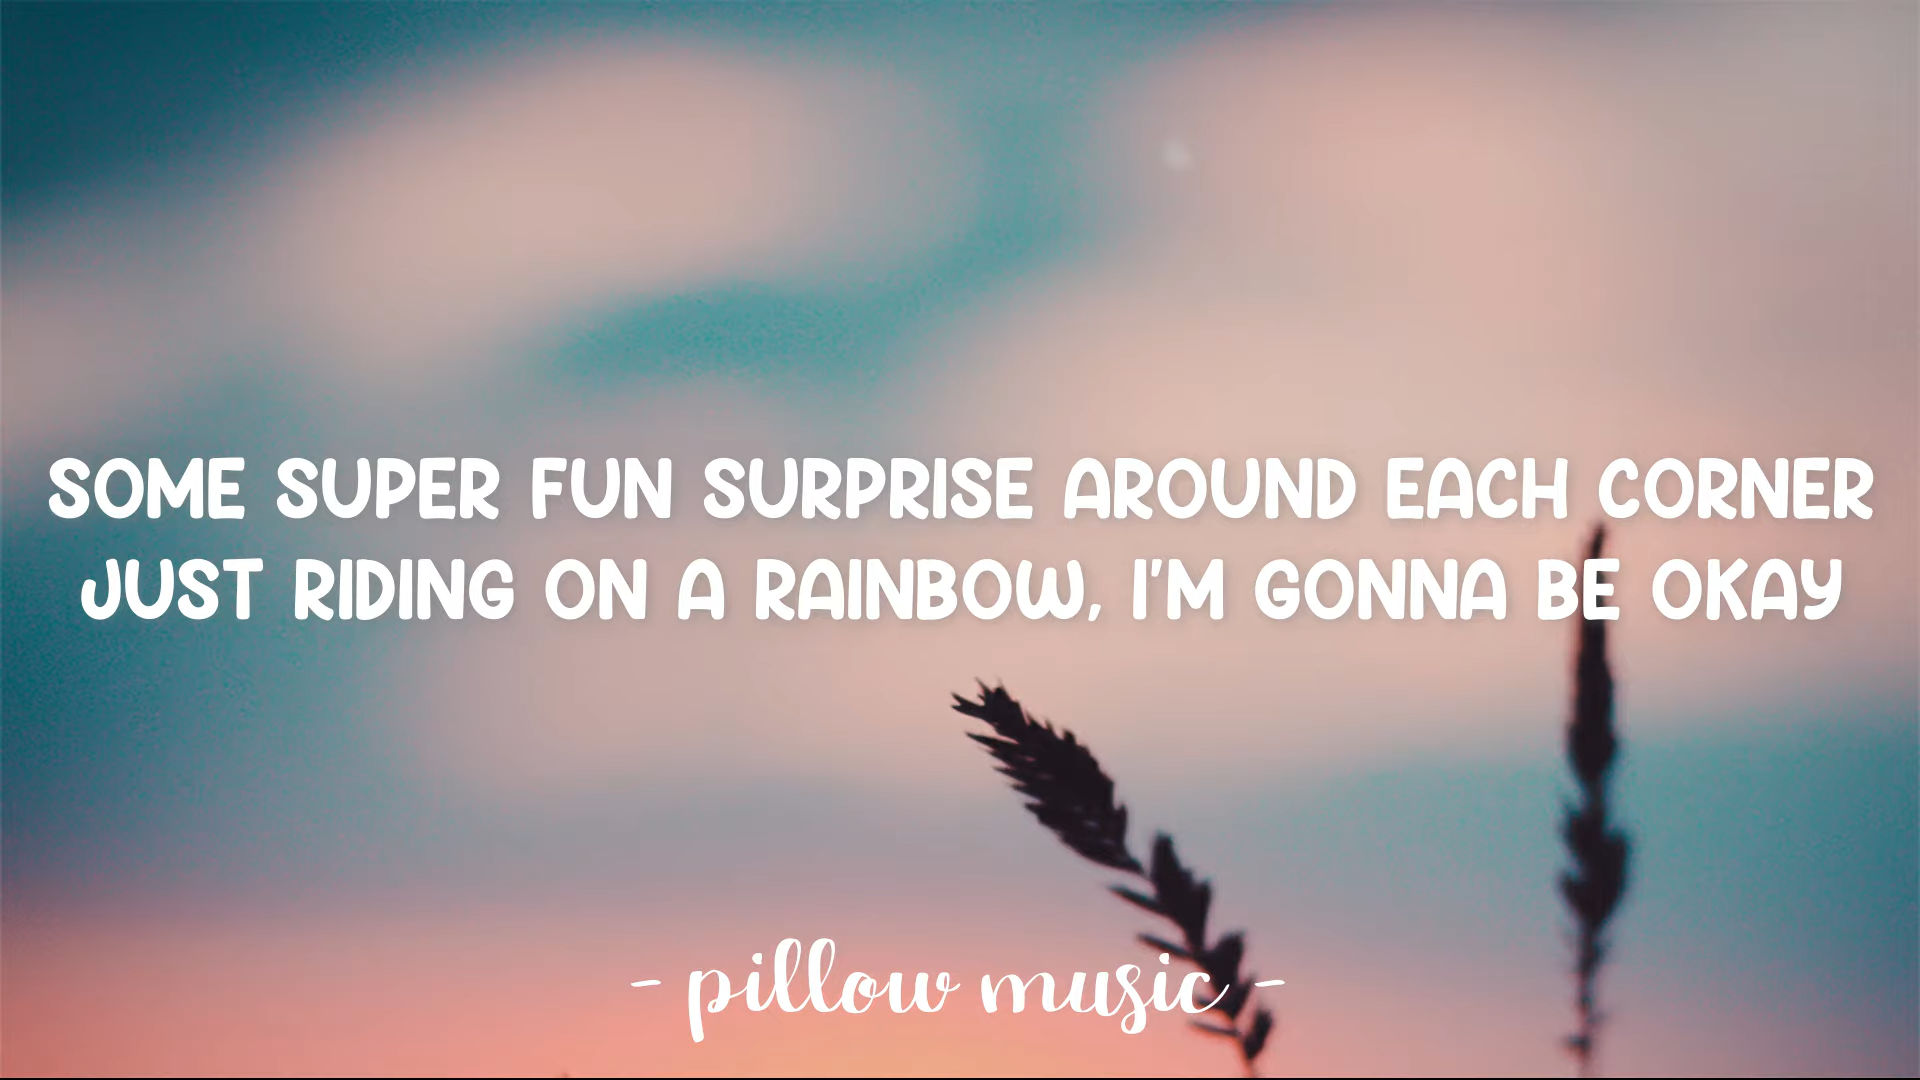 SOME SUPER FUN SURPRISE AROUND EACH CORNER
JUST RIDING ON A RAINBOW, I'M GONNA BE OKAY
- pillow music -